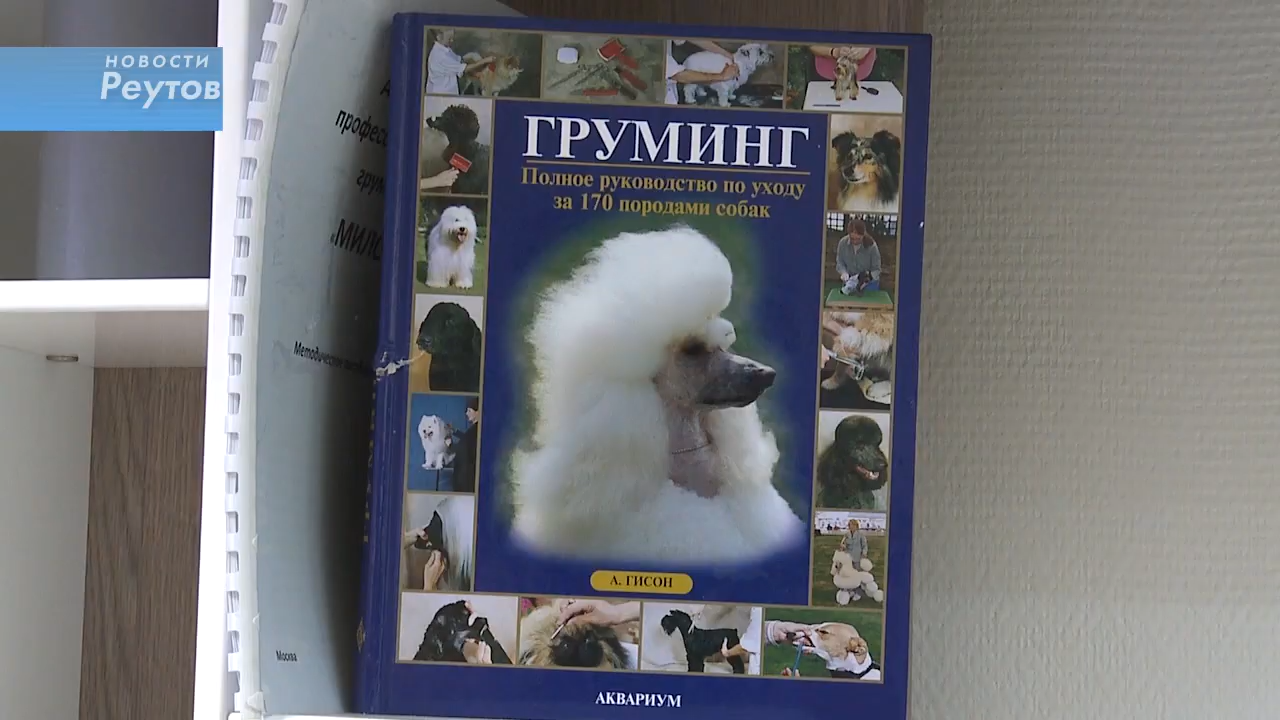 НОВОСТИ
Реутов
ГРУМИНГ
Полное руководство по уходу
за 170 породами собак
А. ГИСОН
АКВАРИУМ
Москва